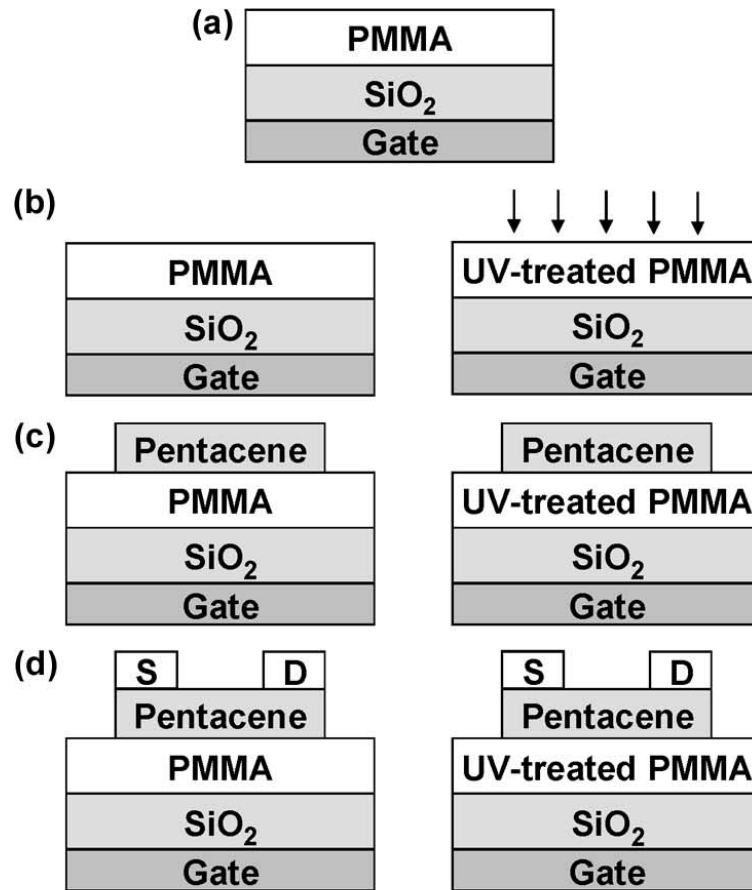 (a)
PMMA
SiO₂
Gate
(b)
PMMA UV-treated PMMA
SiO₂ SiO₂
Gate Gate
(c)
Pentacene Pentacene
PMMA UV-treated PMMA
SiO₂ SiO₂
Gate Gate
(d)
S D S D
Pentacene Pentacene
PMMA UV-treated PMMA
SiO₂ SiO₂
Gate Gate